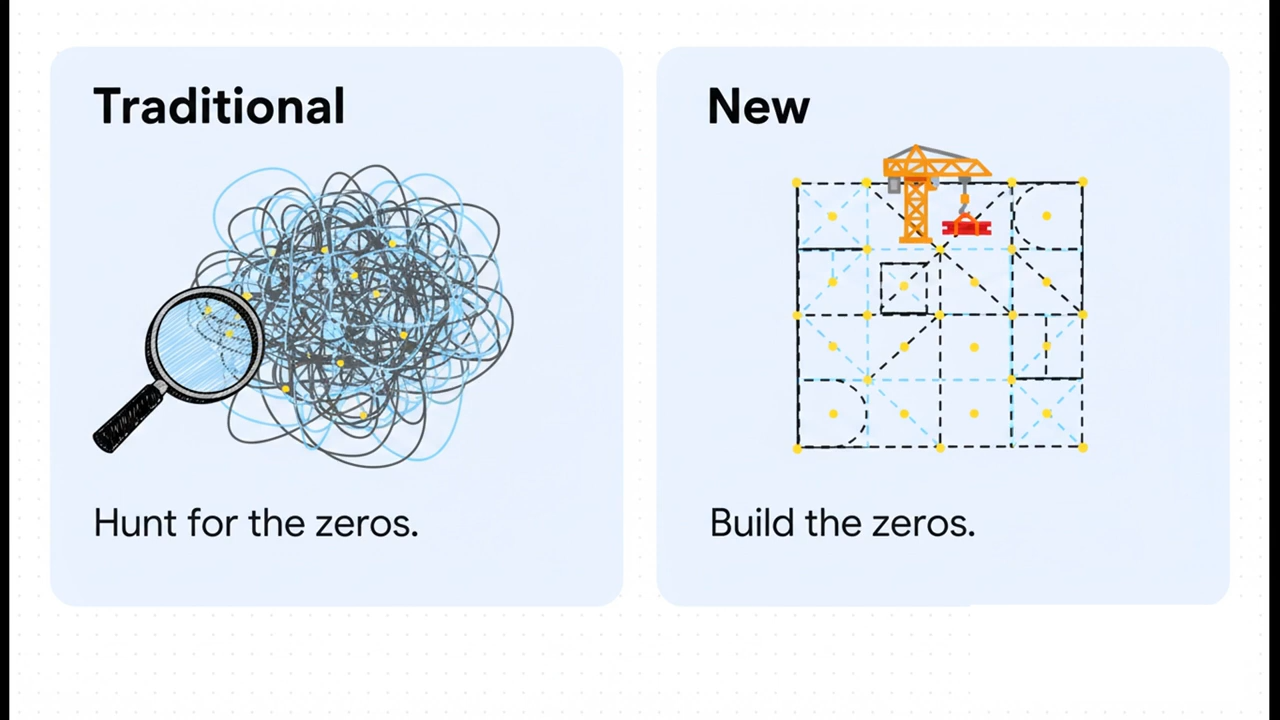 Traditional
Hunt for the zeros.
New
Build the zeros.